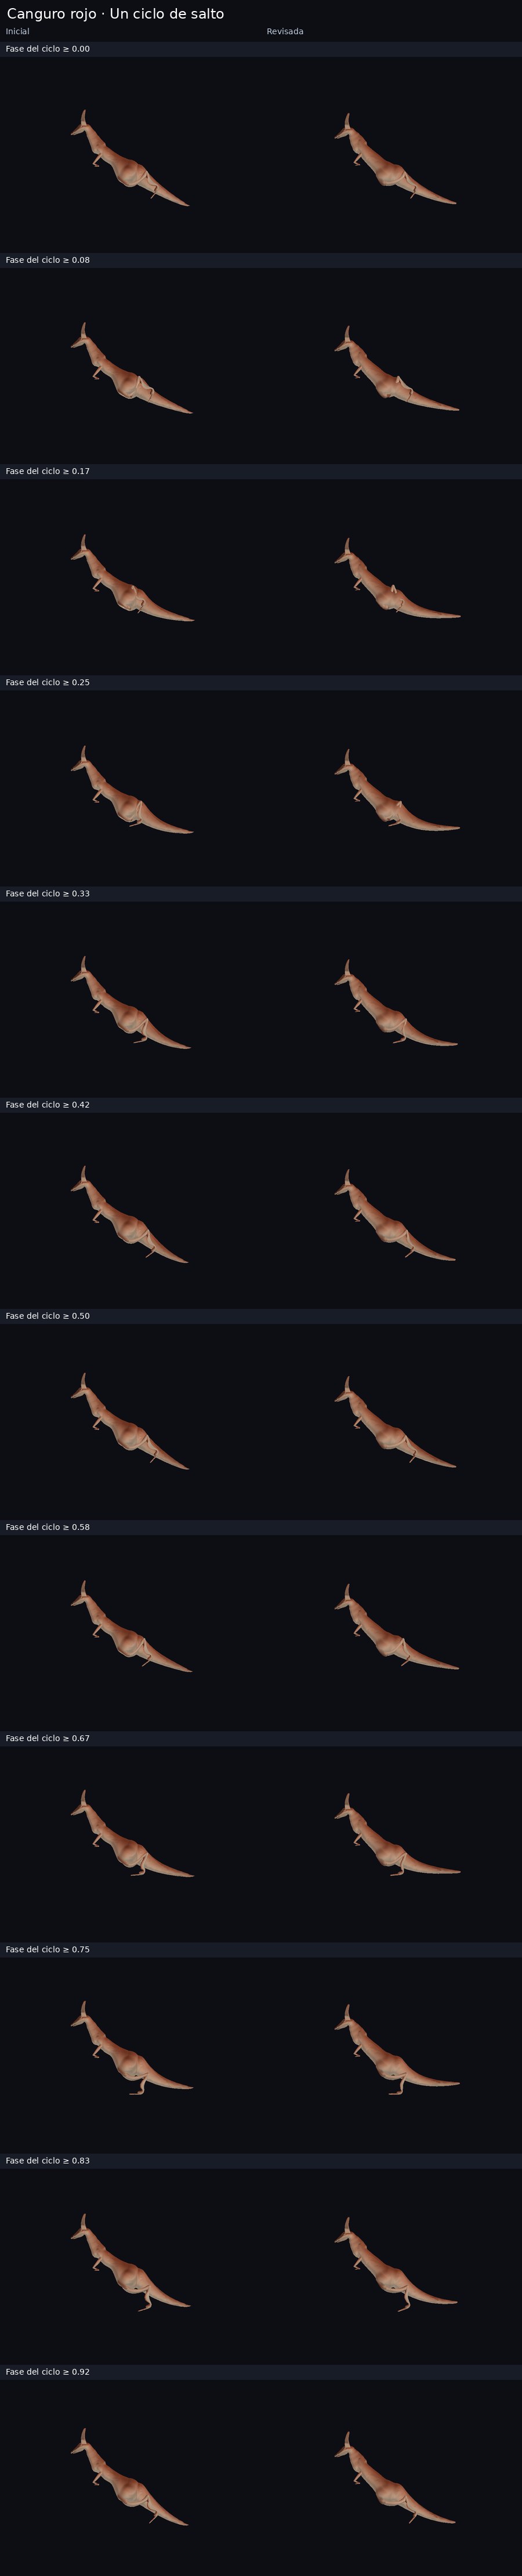 Canguro rojo · Un ciclo de salto
Inicial Revisada
Fase del ciclo ≥ 0.00
Fase del ciclo ≥ 0.08
Fase del ciclo ≥ 0.17
Fase del ciclo ≥ 0.25
Fase del ciclo ≥ 0.33
Fase del ciclo ≥ 0.42
Fase del ciclo ≥ 0.50
Fase del ciclo ≥ 0.58
Fase del ciclo ≥ 0.67
Fase del ciclo ≥ 0.75
Fase del ciclo ≥ 0.83
Fase del ciclo ≥ 0.92